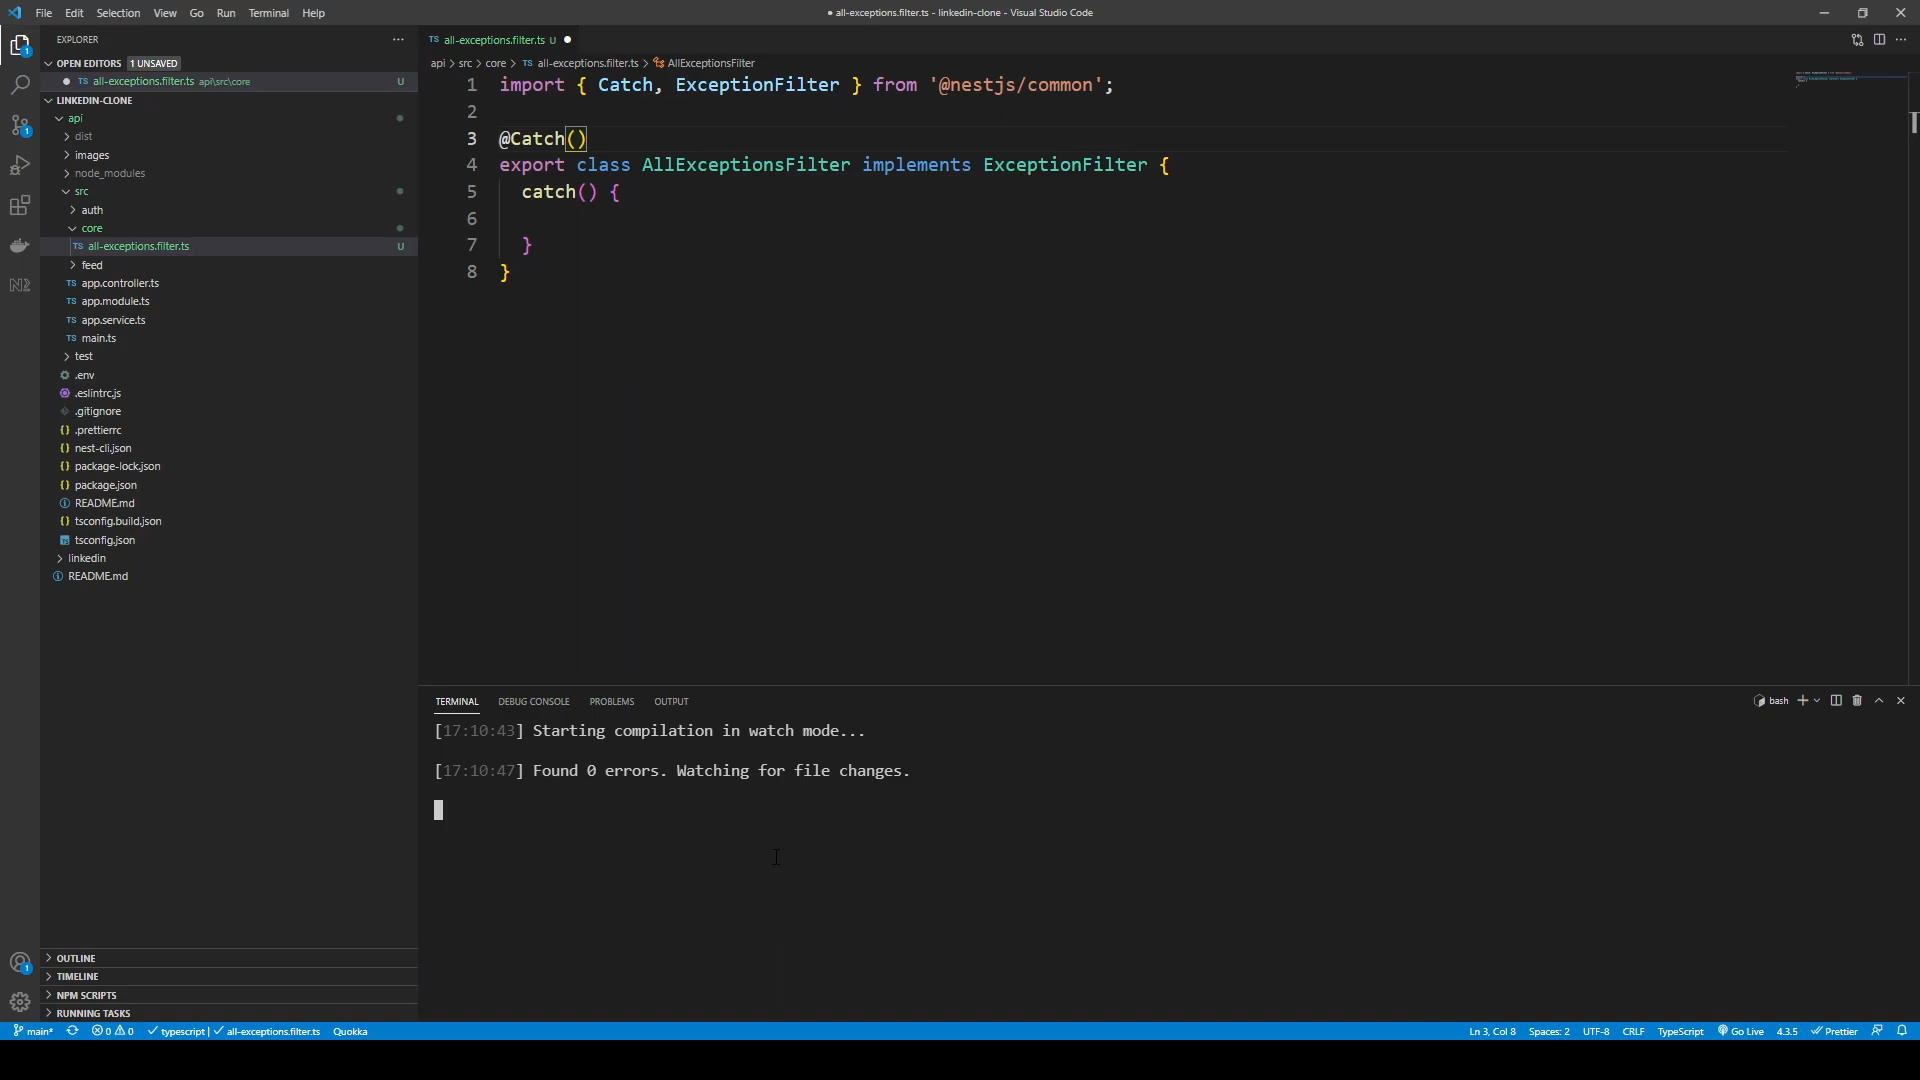 File Edit Selection View Go Run Terminal Help
● all-exceptions.filter.ts - linkedin-clone - Visual Studio Code
EXPLORER
OPEN EDITORS 1 UNSAVED
TS all-exceptions.filter.ts api\src\core U
LINKEDIN-CLONE
api
dist
images
node_modules
src
auth
core
TS all-exceptions.filter.ts U
feed
TS app.controller.ts
TS app.module.ts
TS app.service.ts
TS main.ts
test
.env
.eslintrc.js
.gitignore
{} .prettierrc
{} nest-cli.json
{} package-lock.json
{} package.json
README.md
{} tsconfig.build.json
tsconfig.json
linkedin
README.md
OUTLINE
TIMELINE
NPM SCRIPTS
RUNNING TASKS
TS all-exceptions.filter.ts U ●
api > src > core > TS all-exceptions.filter.ts > AllExceptionsFilter
1 import { Catch, ExceptionFilter } from '@nestjs/common';
2
3 @Catch()
4 export class AllExceptionsFilter implements ExceptionFilter {
5 catch() {
6
7 }
8 }
TERMINAL DEBUG CONSOLE PROBLEMS OUTPUT
bash
[17:10:43] Starting compilation in watch mode...
[17:10:47] Found 0 errors. Watching for file changes.
main* 0 0 typescript | all-exceptions.filter.ts Quokka
Ln 3, Col 8 Spaces: 2 UTF-8 CRLF TypeScript Go Live 4.3.5 Prettier